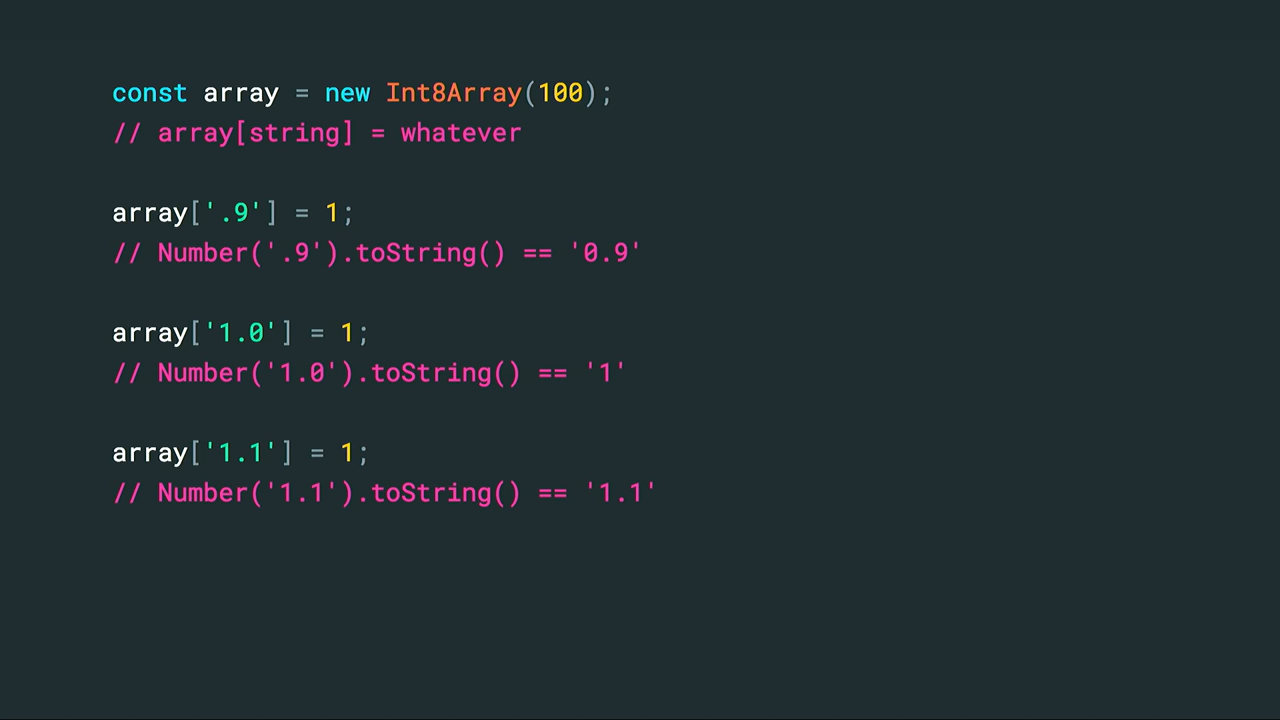 const array = new Int8Array(100);
// array[string] = whatever
array['.9'] = 1;
// Number('.9').toString() == '0.9'
array['1.0'] = 1;
// Number('1.0').toString() == '1'
array['1.1'] = 1;
// Number('1.1').toString() == '1.1'